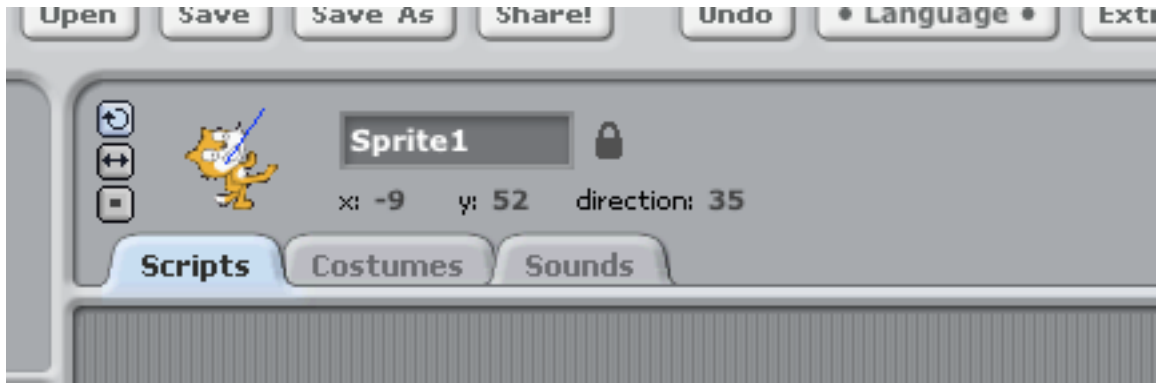 Open Save Save As Share! Undo • Language •
Sprite1
x: -9 y: 52 direction: 35
Scripts Costumes Sounds